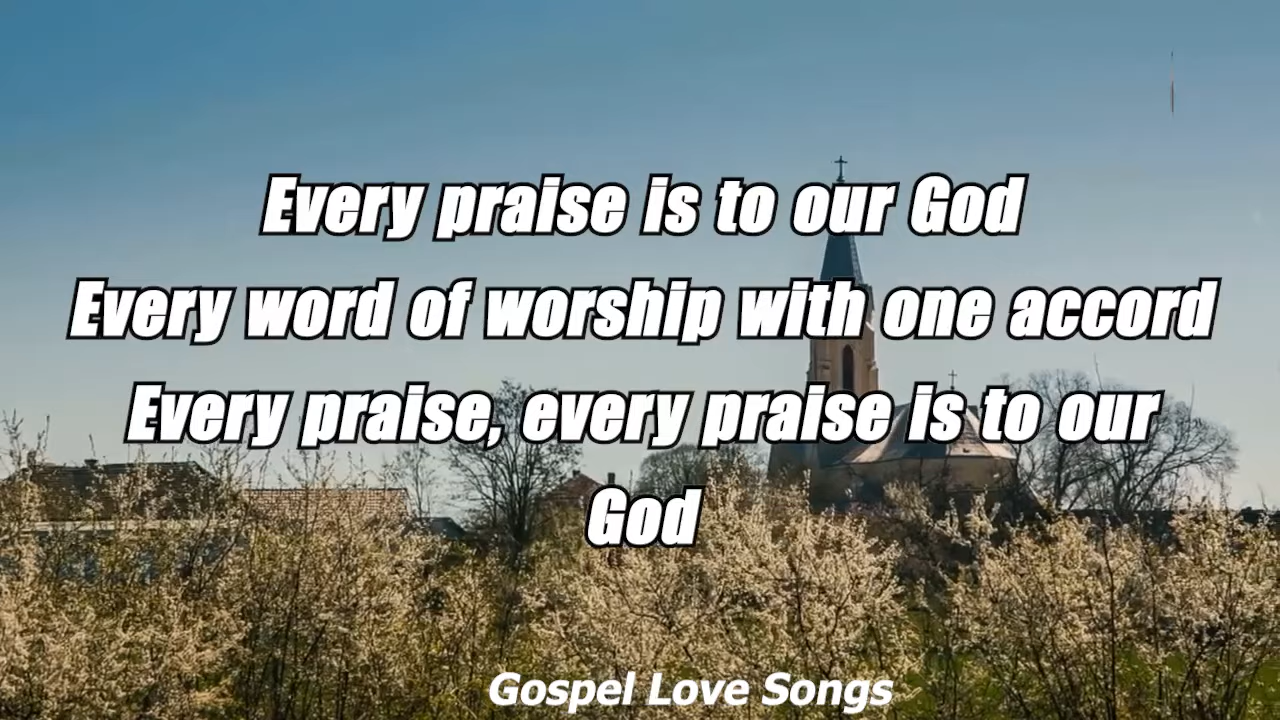 Every praise is to our God
Every word of worship with one accord
Every praise, every praise is to our
God
Gospel Love Songs